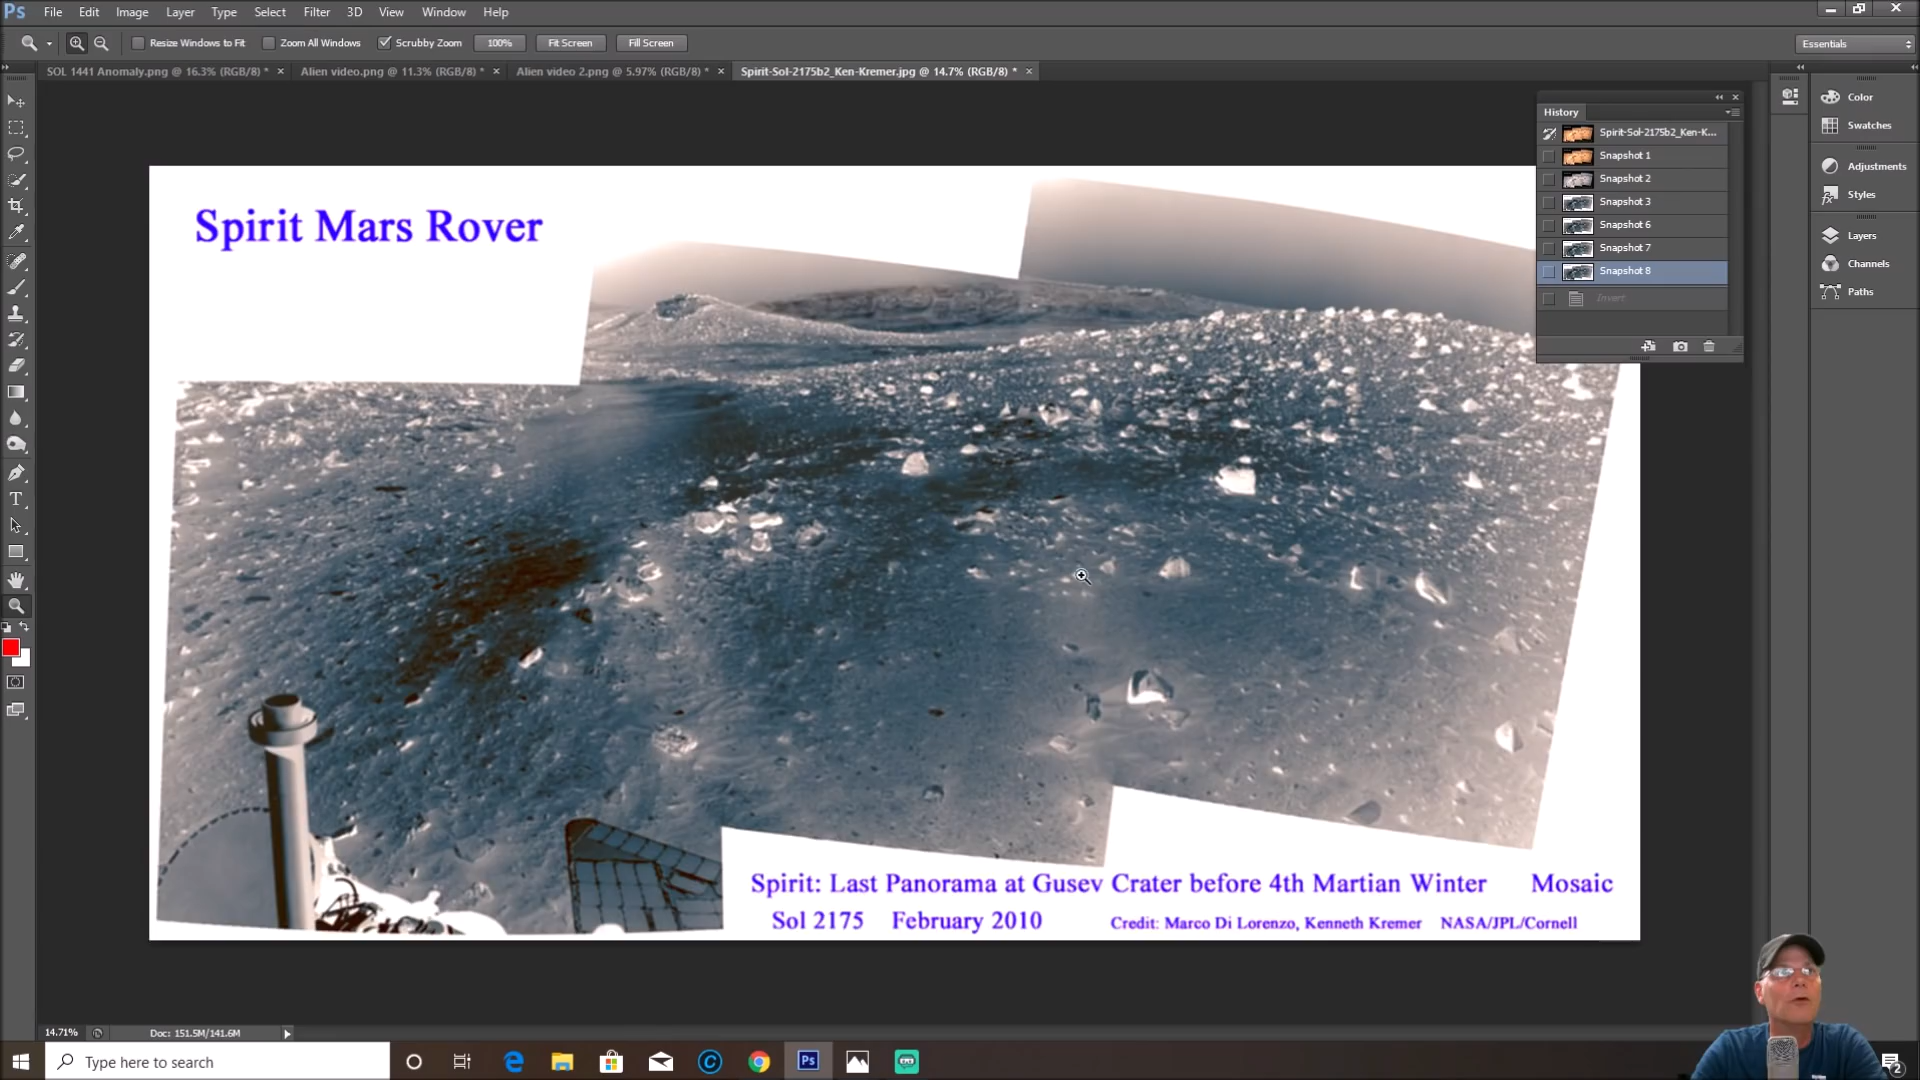 Ps File Edit Image Layer Type Select Filter 3D View Window Help
Resize Windows to Fit Zoom All Windows Scrubby Zoom 100% Fit Screen Fill Screen Essentials
SOL 1441 Anomaly.png @ 16.3% (RGB/8) * Alien video.png @ 11.3% (RGB/8) * Alien video 2.png @ 5.97% (RGB/8) * Spirit-Sol-2175b2_Ken-Kremer.jpg @ 14.7% (RGB/8) *
History
Spirit-Sol-2175b2_Ken-K...
Snapshot 1
Snapshot 2
Snapshot 3
Snapshot 6
Snapshot 7
Snapshot 8
Invert
Color
Swatches
Adjustments
Styles
Layers
Channels
Paths
Spirit Mars Rover
Spirit: Last Panorama at Gusev Crater before 4th Martian Winter Mosaic
Sol 2175 February 2010 Credit: Marco Di Lorenzo, Kenneth Kremer NASA/JPL/Cornell
14.71% Doc: 151.5M/141.6M
Type here to search
Ps
2